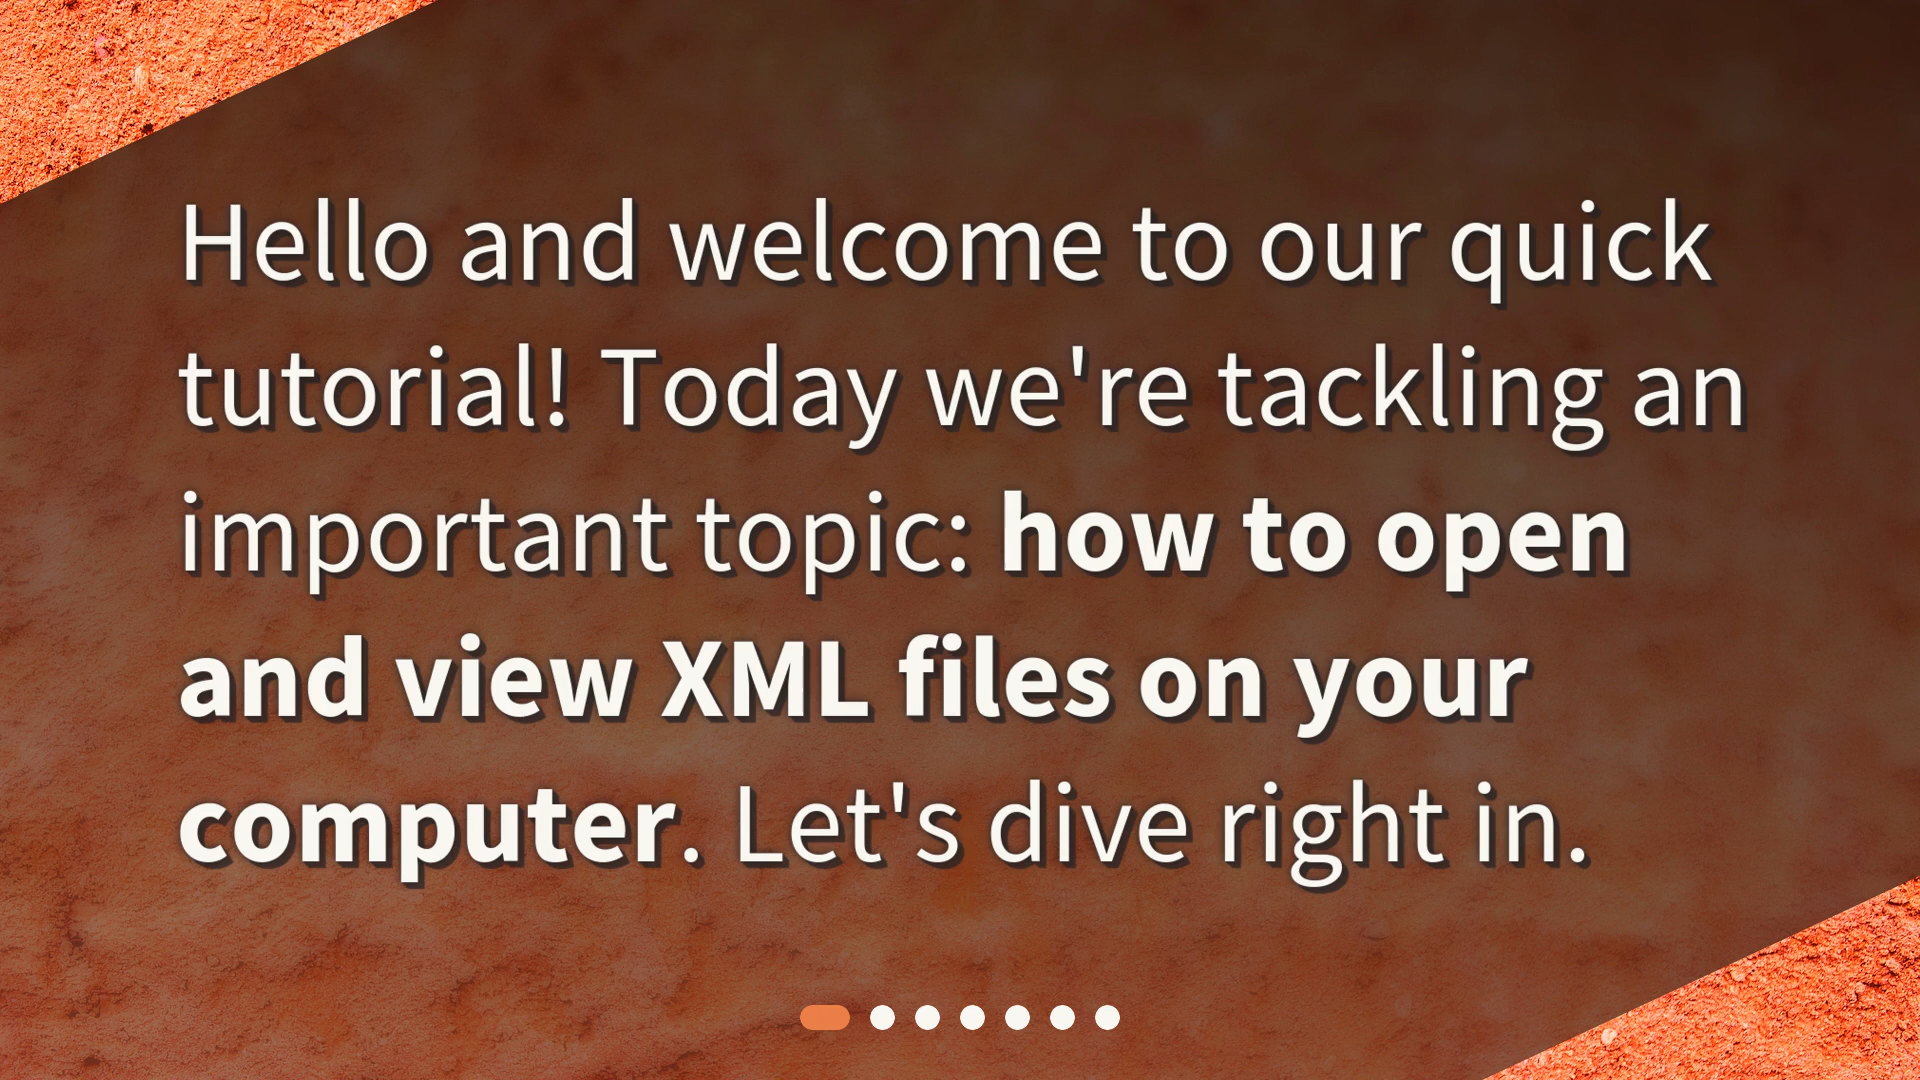 Hello and welcome to our quick
tutorial! Today we're tackling an
important topic: how to open
and view XML files on your
computer. Let's dive right in.